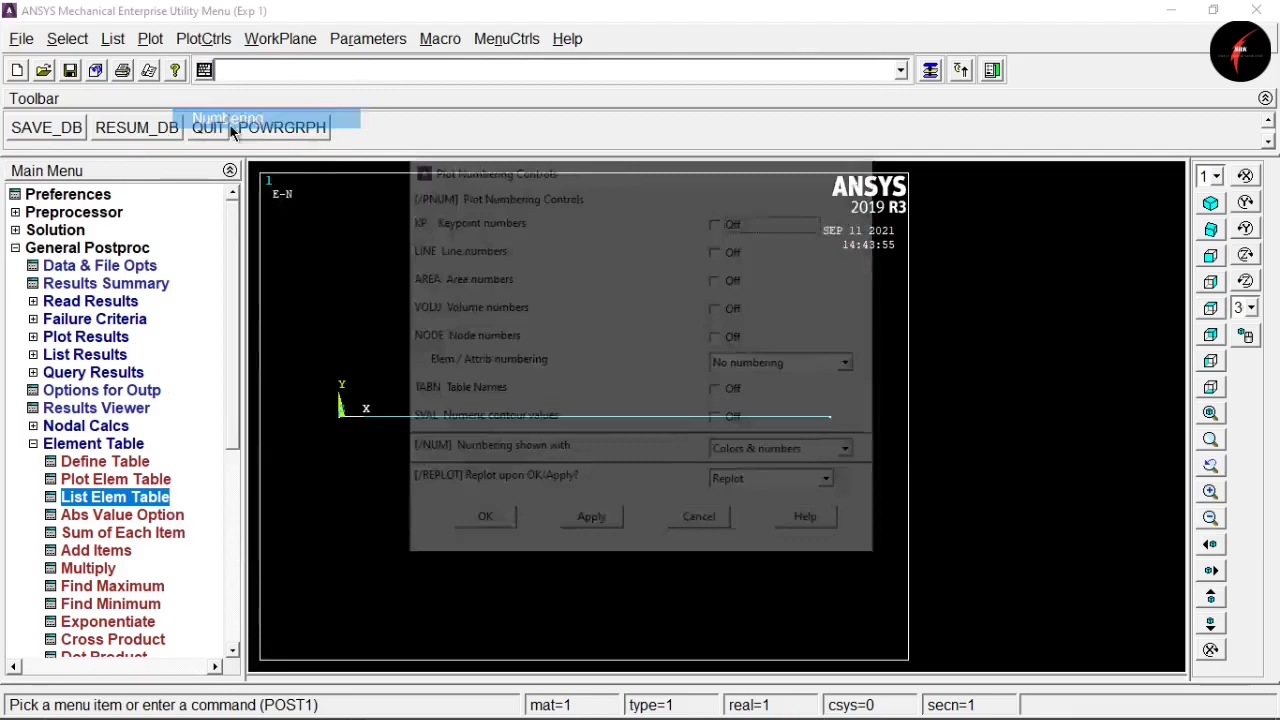 ANSYS Mechanical Enterprise Utility Menu (Exp 1)
File Select List Plot PlotCtrls WorkPlane Parameters Macro MenuCtrls Help
Toolbar
Numbering
SAVE_DB RESUM_DB QUIT POWRGRPH
Main Menu
Preferences
Preprocessor
Solution
General Postproc
Data & File Opts
Results Summary
Read Results
Failure Criteria
Plot Results
List Results
Query Results
Options for Outp
Results Viewer
Nodal Calcs
Element Table
Define Table
Plot Elem Table
List Elem Table
Abs Value Option
Sum of Each Item
Add Items
Multiply
Find Maximum
Find Minimum
Exponentiate
Cross Product
Dot Product
1
E-N
ANSYS
2019 R3
SEP 11 2021
14:43:55
Y
X
Plot Numbering Controls
[/PNUM] Plot Numbering Controls
KP Keypoint numbers Off
LINE Line numbers Off
AREA Area numbers Off
VOLU Volume numbers Off
NODE Node numbers Off
Elem / Attrib numbering No numbering
TABN Table Names Off
SVAL Numeric contour values Off
[/NUM] Numbering shown with Colors & numbers
[/REPLOT] Replot upon OK/Apply? Replot
OK Apply Cancel Help
1
3
Pick a menu item or enter a command (POST1) mat=1 type=1 real=1 csys=0 secn=1